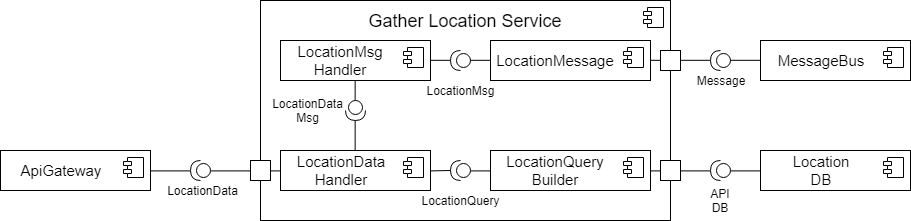 Gather Location Service
LocationMsg
Handler
LocationMessage
MessageBus
LocationMsg
Message
LocationData
Msg
ApiGateway
LocationData
LocationData
Handler
LocationQuery
LocationQuery
Builder
API
DB
Location
DB